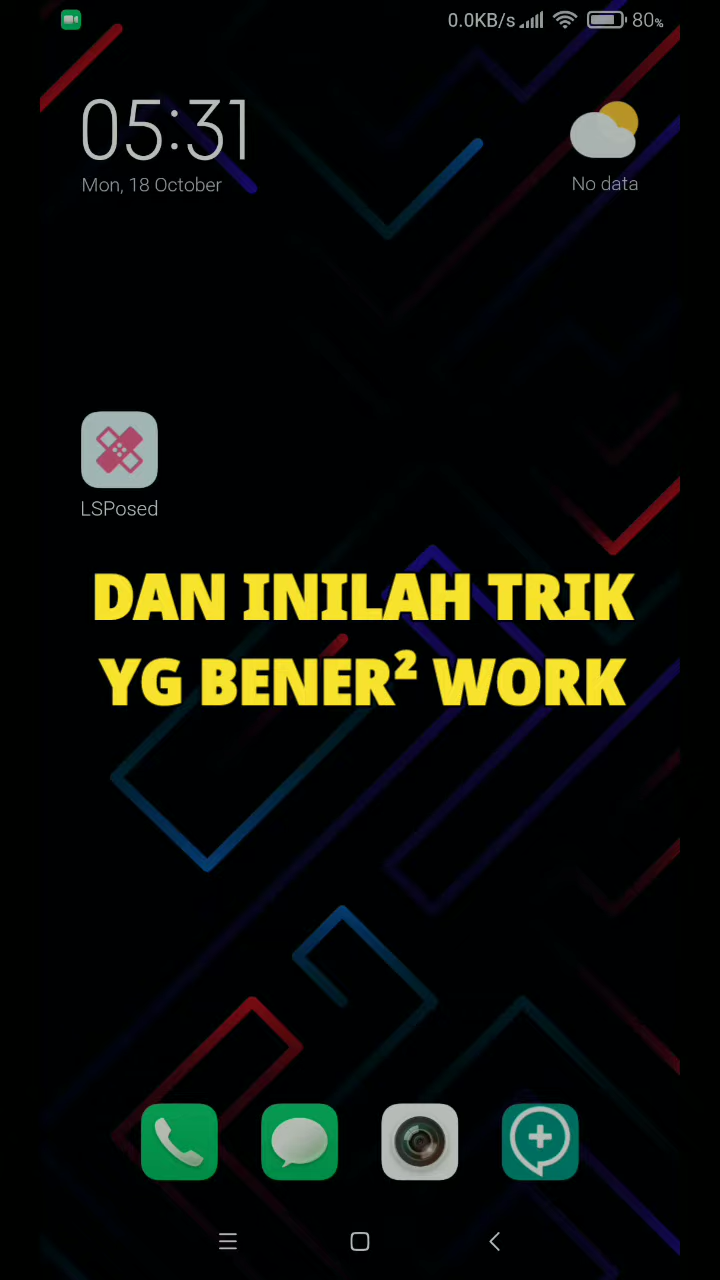 0.0KB/s 80%
05:31
Mon, 18 October
No data
LSPosed
DAN INILAH TRIK
YG BENER² WORK